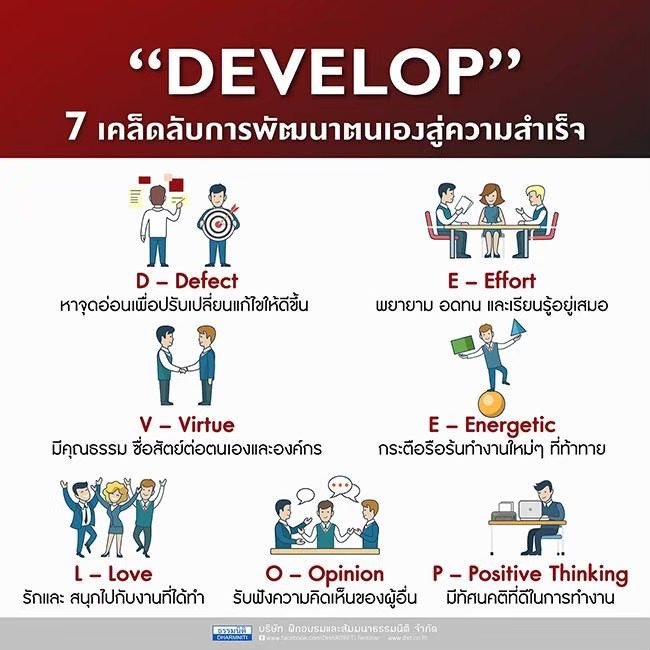 “DEVELOP”
7 เคล็ดลับการพัฒนาตนเองสู่ความสำเร็จ
D – Defect
หาจุดอ่อนเพื่อปรับเปลี่ยนแก้ไขให้ดีขึ้น
E – Effort
พยายาม อดทน และเรียนรู้อยู่เสมอ
V – Virtue
มีคุณธรรม ซื่อสัตย์ต่อตนเองและองค์กร
E – Energetic
กระตือรือร้นทำงานใหม่ๆ ที่ท้าทาย
L – Love
รักและ สนุกไปกับงานที่ได้ทำ
O – Opinion
รับฟังความคิดเห็นของผู้อื่น
P – Positive Thinking
มีทัศนคติที่ดีในการทำงาน
ธรรมนิติ
DHARMNITI
บริษัท ฝึกอบรมและสัมมนาธรรมนิติ จำกัด
www.facebook.com/DHARMNITI Seminar www.dst.co.th